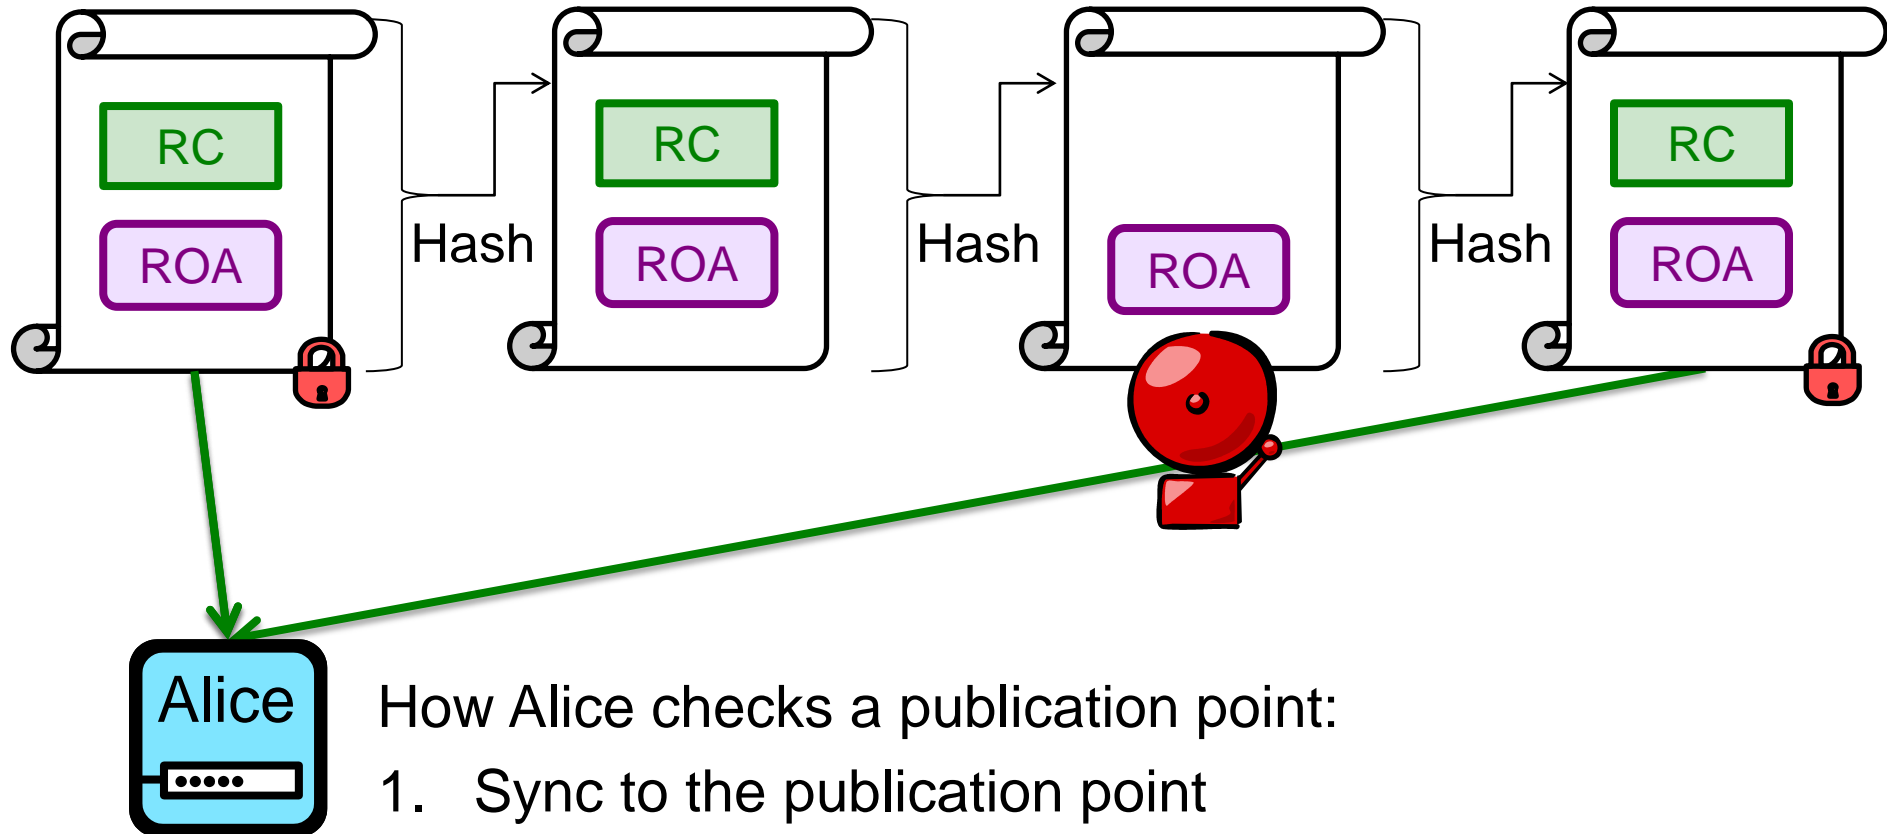 RC
RC
RC
ROA
Hash
ROA
Hash
ROA
Hash
ROA
Alice
How Alice checks a publication point:
1. Sync to the publication point